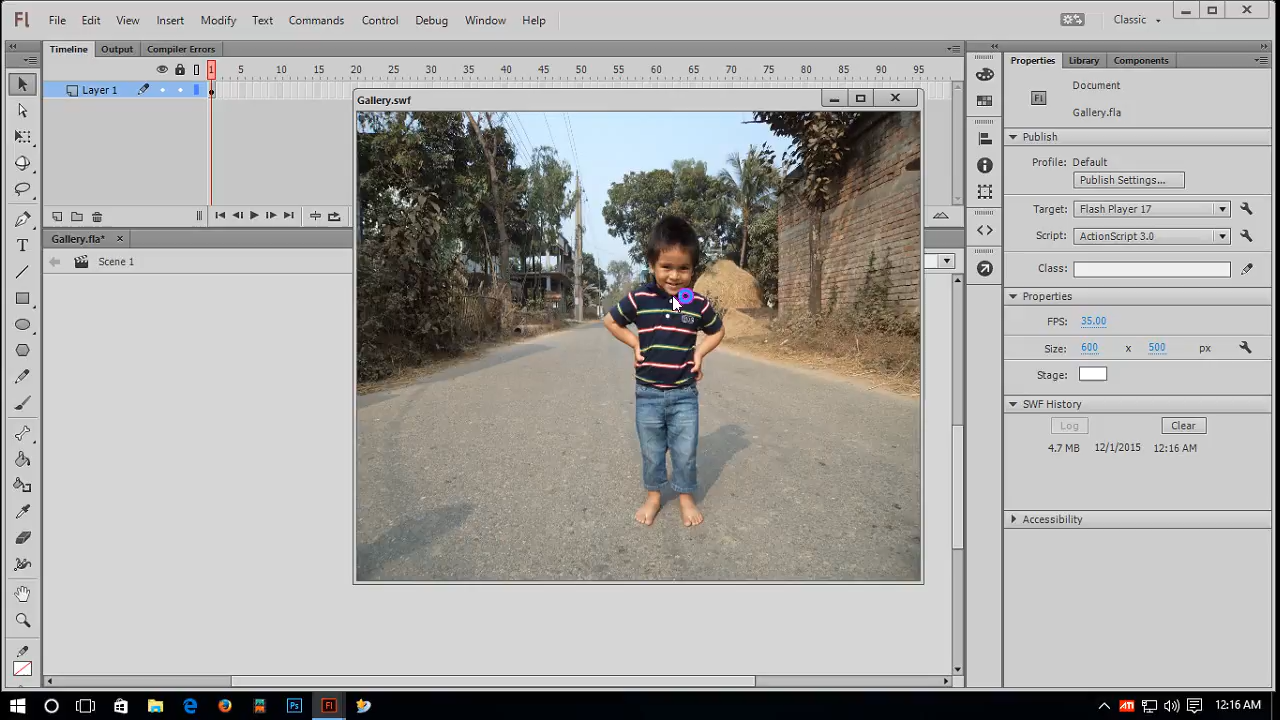 Fl File Edit View Insert Modify Text Commands Control Debug Window Help Classic
Timeline Output Compiler Errors
1 5 10 15 20 25 30 35 40 45 50 55 60 65 70 75 80 85 90 95
Layer 1
Gallery.swf
Gallery.fla*
Scene 1
Properties Library Components
Fl
Document
Gallery.fla
Publish
Profile: Default
Publish Settings...
Target: Flash Player 17
Script: ActionScript 3.0
Class:
Properties
FPS: 35.00
Size: 600 x 500 px
Stage:
SWF History
Log Clear
4.7 MB 12/1/2015 12:16 AM
Accessibility
Ps Fl 12:16 AM